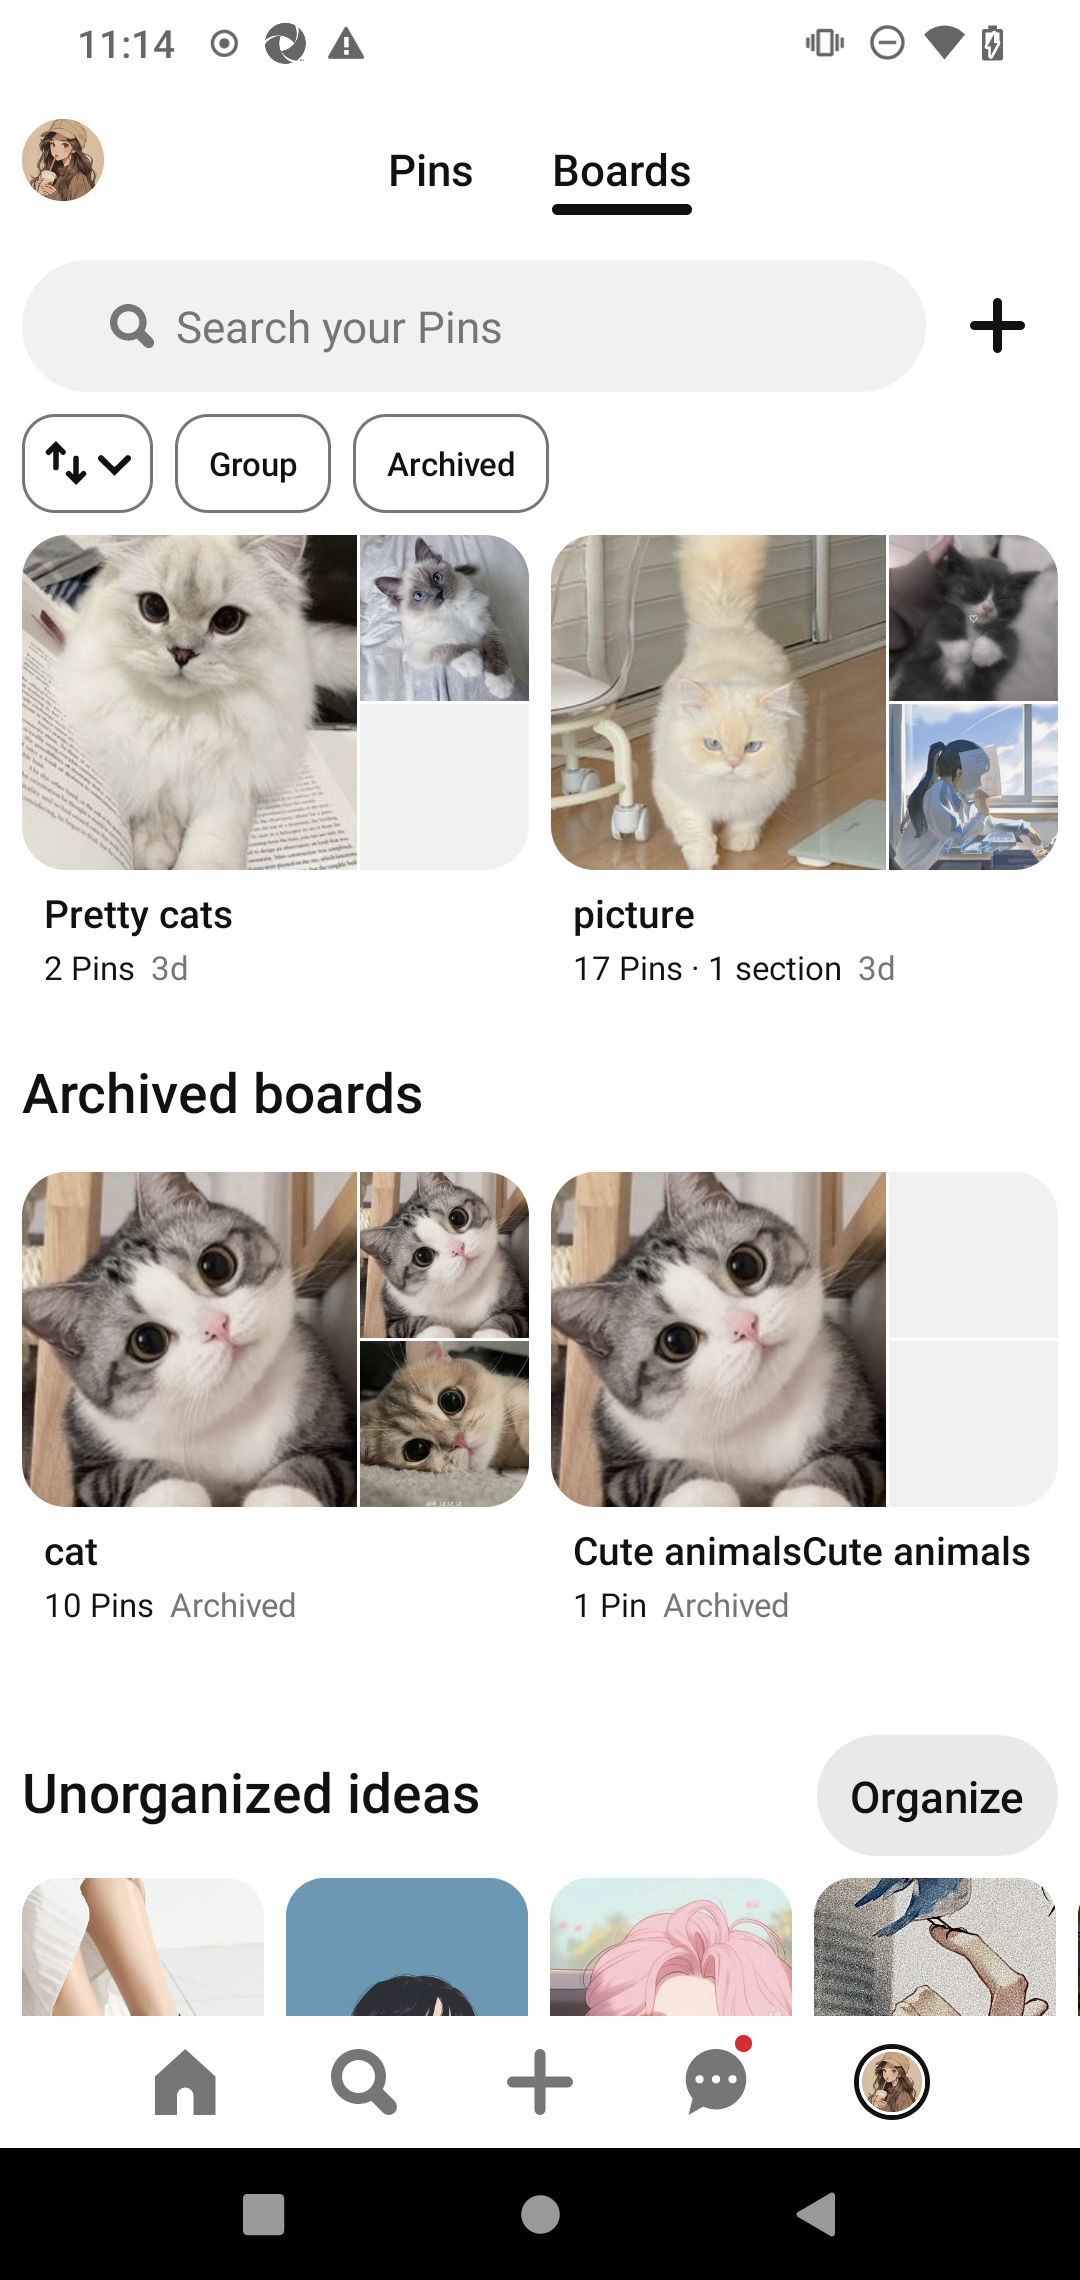 11:14
Pins
Boards
Search your Pins
Group
Archived
Pretty cats
2 Pins 3d
picture
17 Pins · 1 section 3d
Archived boards
cat
10 Pins Archived
Cute animalsCute animals
1 Pin Archived
Unorganized ideas
Organize